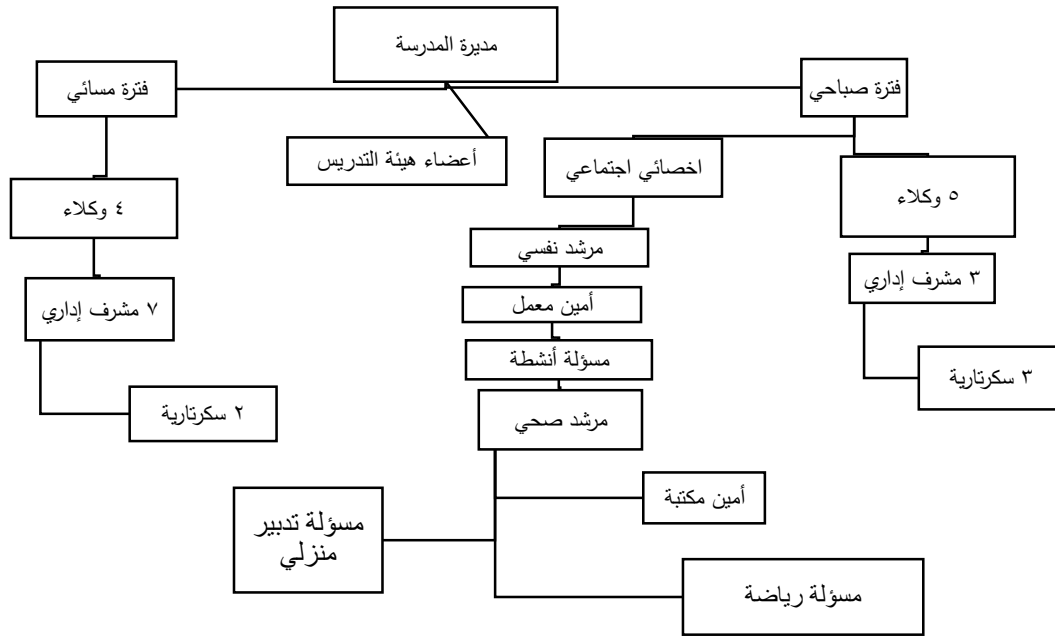 مديرة المدرسة
فترة صباحي
فترة مسائي
أعضاء هيئة التدريس
اخصائي اجتماعي
٥ وكلاء
٤ وكلاء
مرشد نفسي
٣ مشرف إداري
٧ مشرف إداري
أمين معمل
مسؤلة أنشطة
٣ سكرتارية
٢ سكرتارية
مرشد صحي
أمين مكتبة
مسؤلة تدبير
منزلي
مسؤلة رياضة